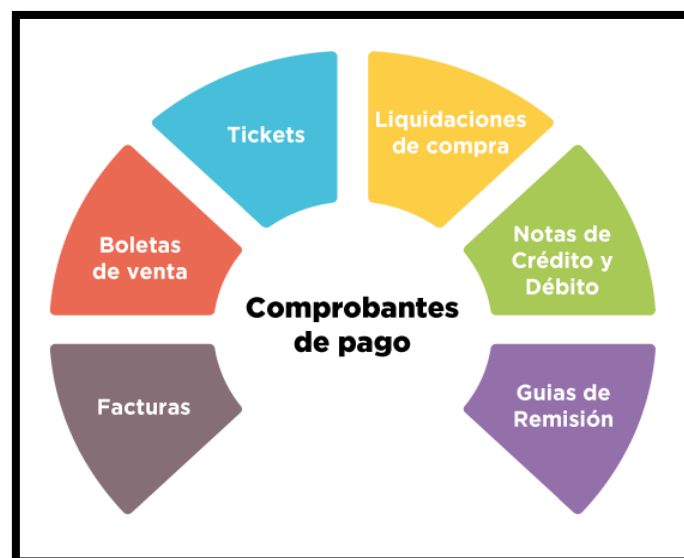 Tickets
Liquidaciones
de compra
Boletas
de venta
Notas de
Crédito y
Débito
Comprobantes
de pago
Facturas
Guias de
Remisión